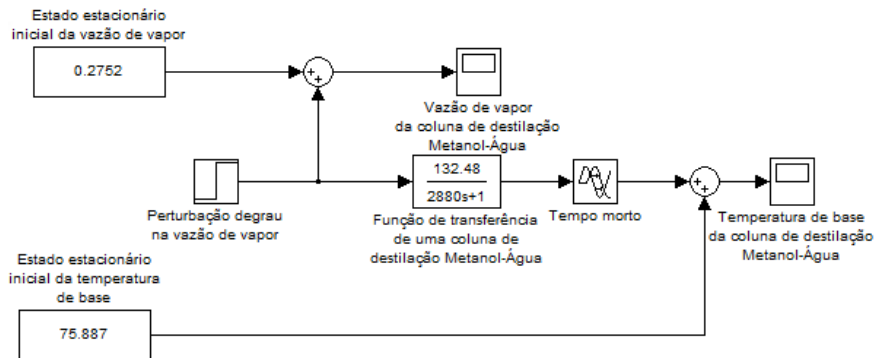 Estado estacionário
inicial da vazão de vapor
0.2752
+
+
Vazão de vapor
da coluna de destilação
Metanol-Água
Perturbação degrau
na vazão de vapor
132.48
2880s+1
Função de transferência
de uma coluna de
destilação Metanol-Água
Tempo morto
+
+
Temperatura de base
da coluna de destilação
Metanol-Água
Estado estacionário
inicial da temperatura
de base
75.887